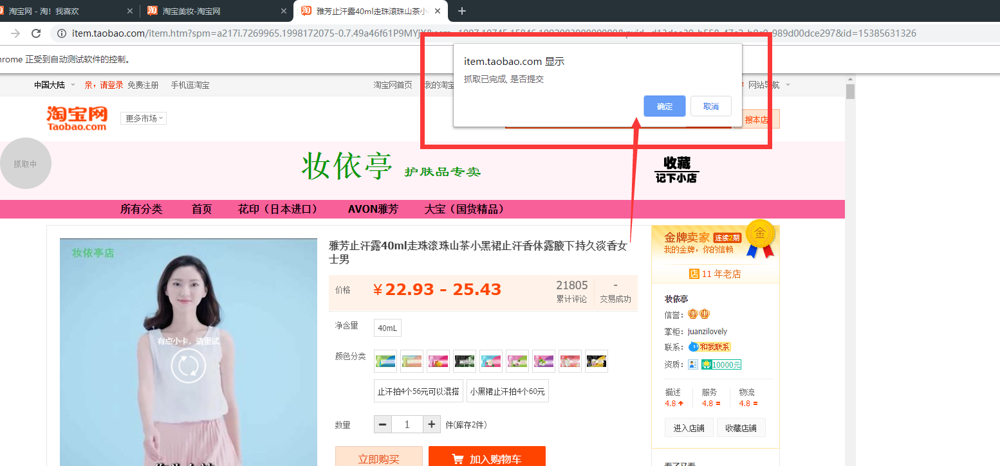 淘宝网 - 淘！我喜欢
淘宝美妆-淘宝网
雅芳止汗露40ml走珠滚珠山茶小
item.taobao.com/item.htm?spm=a217i.7269965.1998172075-0.7.49a46f61P9MYj
989d00dce297&id=15385631326
hrome 正受到自动测试软件的控制。
item.taobao.com 显示
抓取已完成, 是否提交
确定
取消
中国大陆
亲，请登录
免费注册
手机逛淘宝
淘宝网首页
我的淘宝
网站导航
淘宝网
Taobao.com
更多市场
搜本店
抓取中
妆依亭 护肤品专卖
收藏
记下小店
所有分类
首页
花印（日本进口）
AVON雅芳
大宝（国货精品）
妆依亭店
有点小卡，请重试
雅芳止汗露40ml走珠滚珠山茶小黑裙止汗香体露腋下持久淡香女
士男
价格
¥22.93 - 25.43
21805
累计评论
-
交易成功
净含量
40mL
颜色分类
止汗拍4个56元可以混搭
小黑裙止汗拍4个60元
数量
1
件(库存2件)
立即购买
加入购物车
金牌卖家 连续2期
金
我的金牌，你的信赖
店 11 年老店
妆依亭
信誉：
掌柜：juanzilovely
联系：和我联系
资质：10000元
描述 服务 物流
4.8 4.8 = 4.8 =
进入店铺
收藏店铺